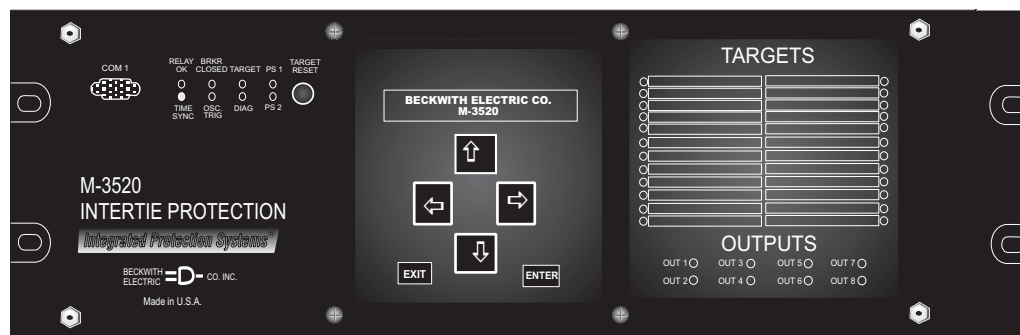 COM 1
RELAY OK
BRKR CLOSED
TARGET
PS 1
TARGET RESET
TIME SYNC
OSC. TRIG
DIAG
PS 2
M-3520
INTERTIE PROTECTION
Integrated Protection Systems®
BECKWITH ELECTRIC CO. INC.
Made in U.S.A.
BECKWITH ELECTRIC CO.
M-3520
EXIT
ENTER
TARGETS
OUTPUTS
OUT 1 OUT 3 OUT 5 OUT 7
OUT 2 OUT 4 OUT 6 OUT 8